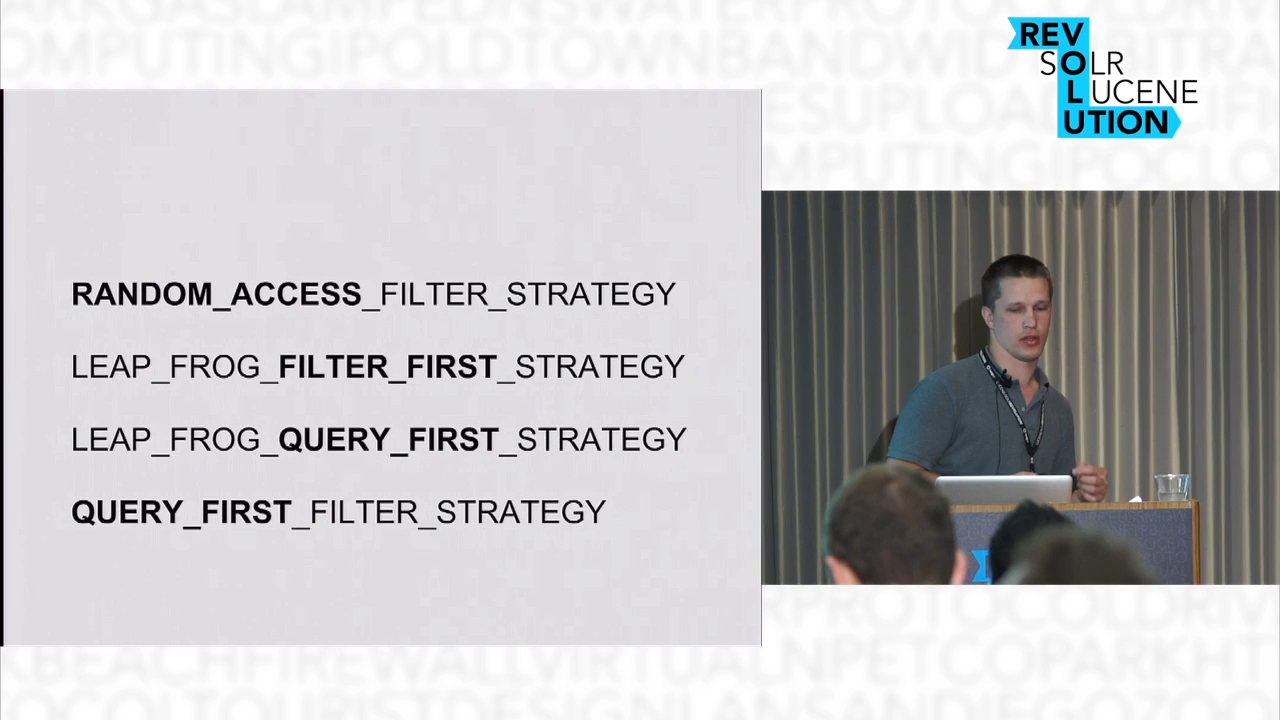 REV
SOLR
LUCENE
UTION
RANDOM_ACCESS_FILTER_STRATEGY
LEAP_FROG_FILTER_FIRST_STRATEGY
LEAP_FROG_QUERY_FIRST_STRATEGY
QUERY_FIRST_FILTER_STRATEGY